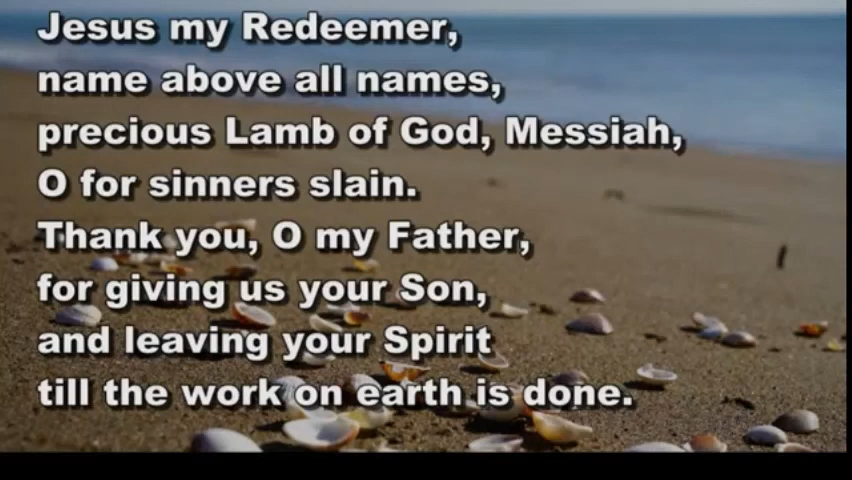 Jesus my Redeemer,
name above all names,
precious Lamb of God, Messiah,
O for sinners slain.
Thank you, O my Father,
for giving us your Son,
and leaving your Spirit
till the work on earth is done.